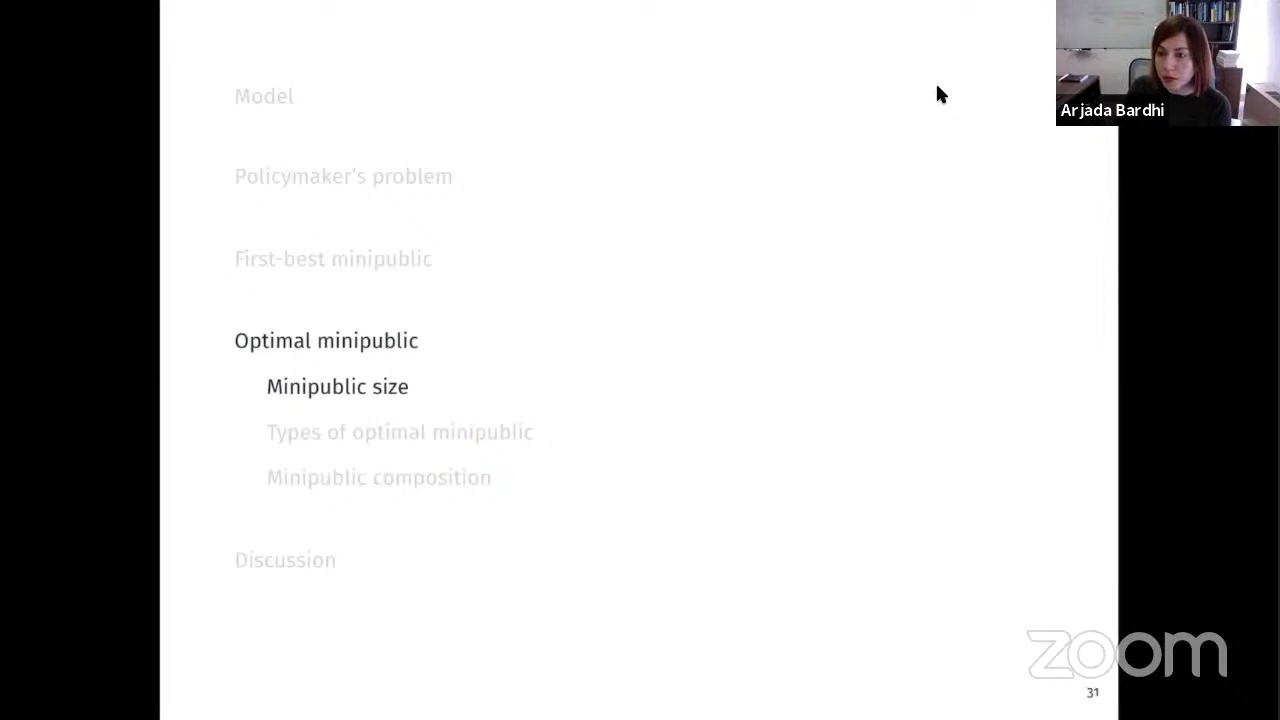 Model
Policymaker's problem
First-best minipublic
Optimal minipublic
Minipublic size
Types of optimal minipublic
Minipublic composition
Discussion
Arjada Bardhi
zoom
31